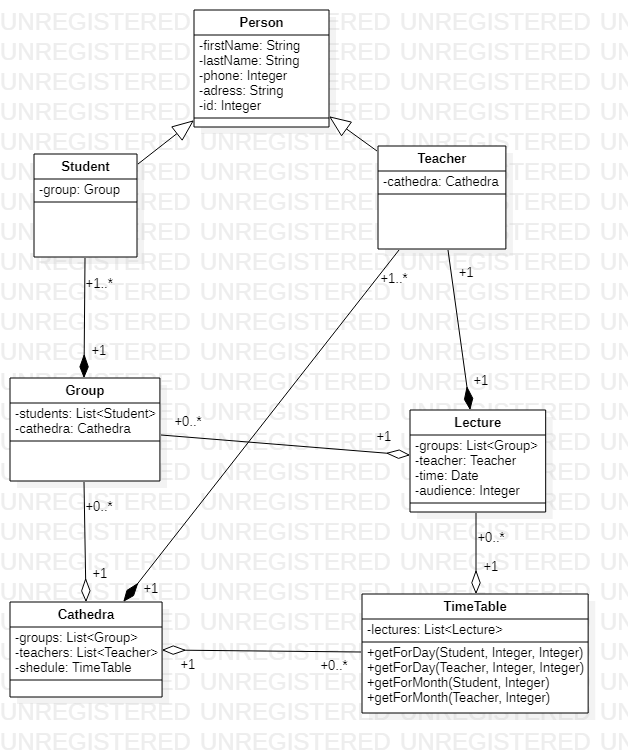 Person
-firstName: String
-lastName: String
-phone: Integer
-adress: String
-id: Integer
Student
-group: Group
Teacher
-cathedra: Cathedra
+1..*
+1..*
+1
+1
+1
Group
-students: List<Student>
-cathedra: Cathedra
+0..*
+1
Lecture
-groups: List<Group>
-teacher: Teacher
-time: Date
-audience: Integer
+0..*
+0..*
+1
+1
+1
Cathedra
-groups: List<Group>
-teachers: List<Teacher>
-shedule: TimeTable
+1
+0..*
TimeTable
-lectures: List<Lecture>
+getForDay(Student, Integer, Integer)
+getForDay(Teacher, Integer, Integer)
+getForMonth(Student, Integer)
+getForMonth(Teacher, Integer)
UNREGISTERED